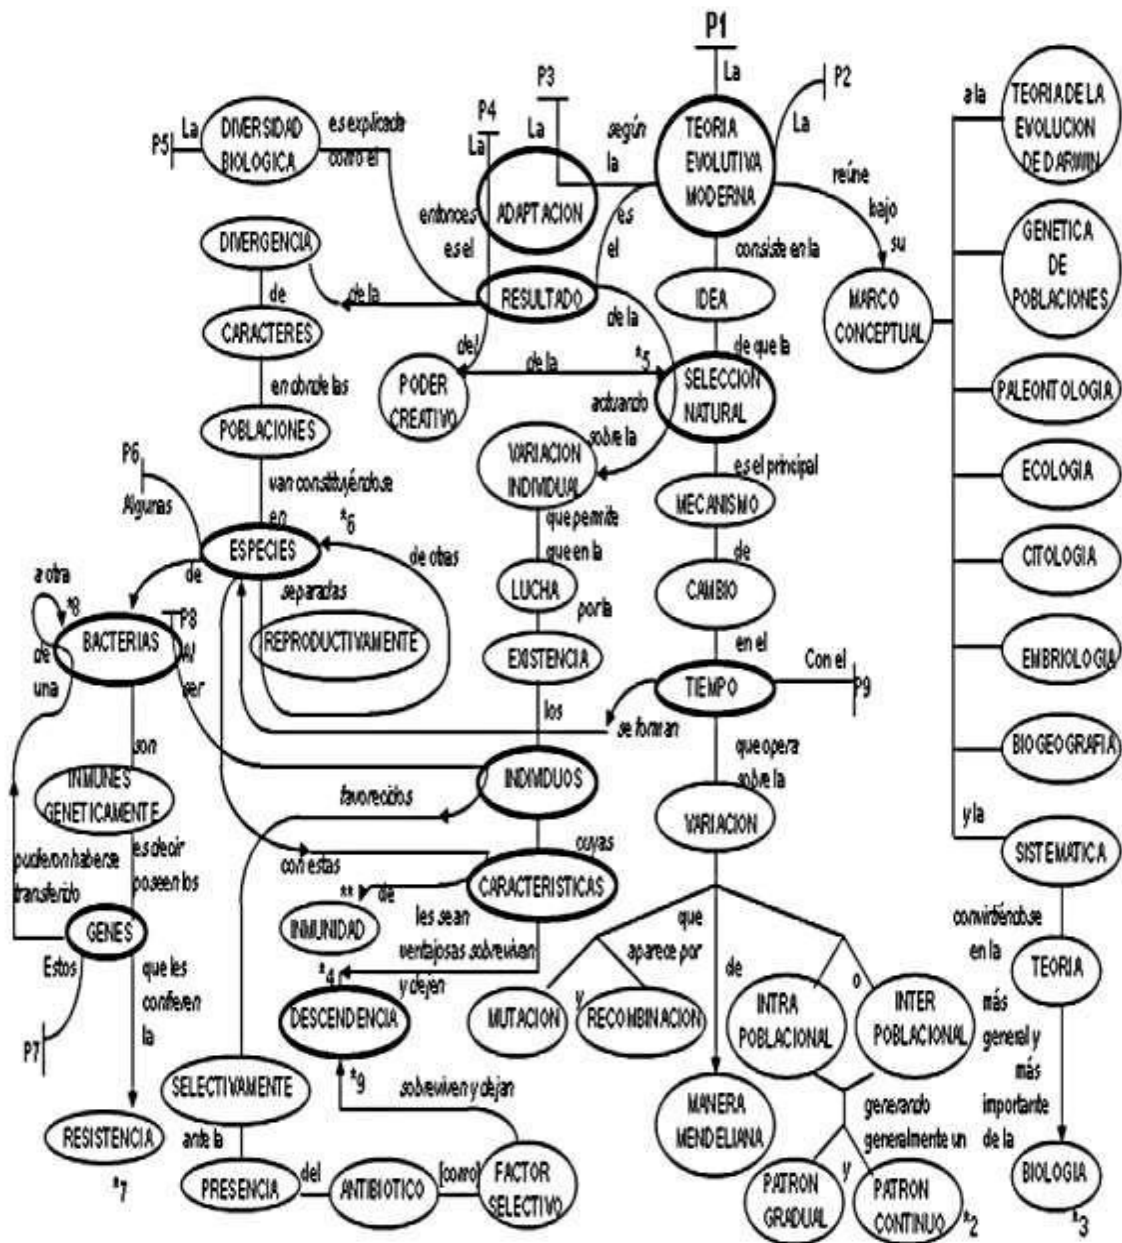 P1
La
P2
La
P3
La
P4
La
P5
La
DIVERSIDAD
BIOLOGICA
es explicada
como el
según
la
TEORIA
EVOLUTIVA
MODERNA
reúne
bajo
su
a la
TEORIA DE LA
EVOLUCION
DE DARWIN
entonces
es el
ADAPTACION
es
el
consiste en la
GENETICA
DE
POBLACIONES
DIVERGENCIA
de la
RESULTADO
de la
IDEA
MARCO
CONCEPTUAL
de
CARACTERES
del
de la
*5
de que la
PODER
CREATIVO
SELECCION
NATURAL
PALEONTOLOGIA
en donde las
POBLACIONES
actuando
sobre la
VARIACION
INDIVIDUAL
es el principal
MECANISMO
ECOLOGIA
P6
Algunas
van constituyéndose
en
*6
que permite
que en la
de
ESPECIES
de otras
LUCHA
CAMBIO
CITOLOGIA
a otra
*8
de
separadas
por la
P8
Al
ser
BACTERIAS
REPRODUCTIVAMENTE
EXISTENCIA
en el
EMBRIOLOGIA
de
una
los
TIEMPO
Con el
P9
se forman
son
INMUNES
GENETICAMENTE
INDIVIDUOS
que opera
sobre la
BIOGEOGRAFIA
favorecidos
VARIACION
y la
pudieron haberse
transferido
es decir
poseen los
con estas
cuyas
SISTEMATICA
** de
CARACTERISTICAS
INMUNIDAD
GENES
les sean
ventajosas sobrevivan
y dejen
que
aparece por
convirtiéndose
en la
Estos
que les
confieren
la
*4
de
TEORIA
P7
DESCENDENCIA
MUTACION
y
RECOMBINACION
INTRA
POBLACIONAL
o
INTER
POBLACIONAL
más
general y
más
importante
de la
SELECTIVAMENTE
*9
sobreviven y dejan
RESISTENCIA
*7
ante la
MANERA
MENDELIANA
generando
generalmente un
PRESENCIA
del
ANTIBIOTICO
[como]
FACTOR
SELECTIVO
PATRON
GRADUAL
y
PATRON
CONTINUO
*2
BIOLOGIA
*3